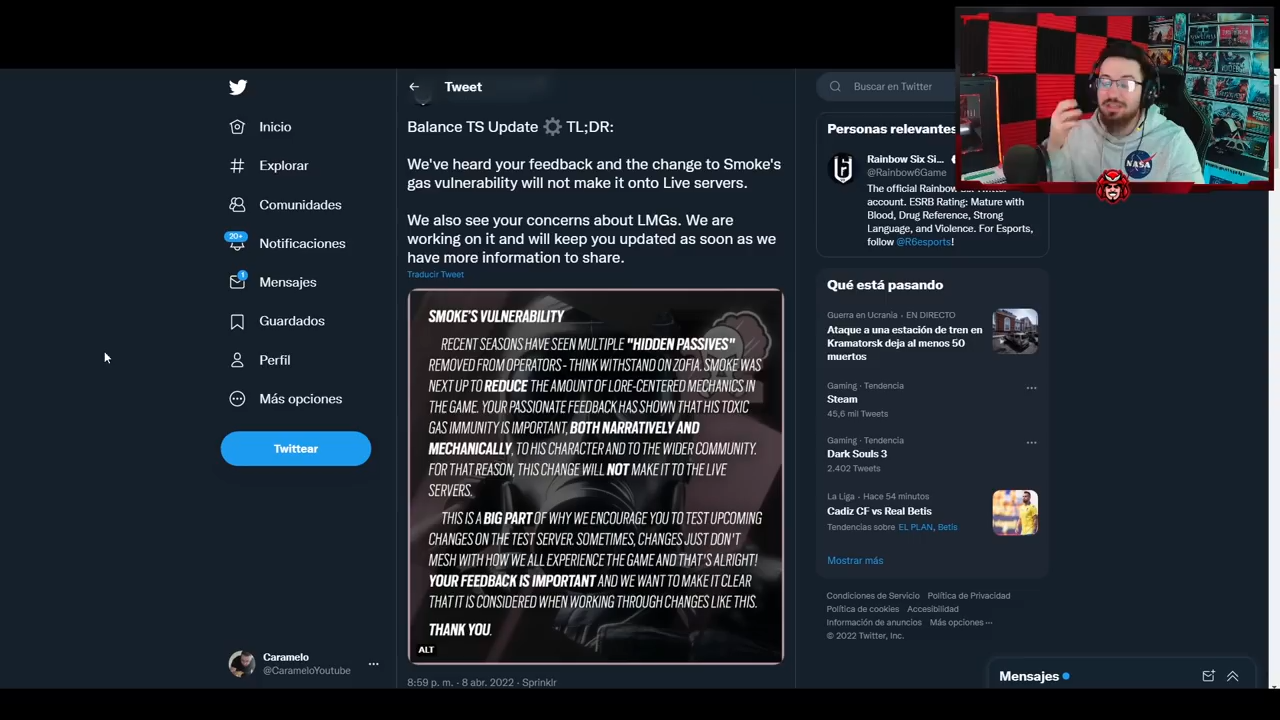 Tweet
Balance TS Update ⚙ TL;DR:
We've heard your feedback and the change to Smoke's
gas vulnerability will not make it onto Live servers.
We also see your concerns about LMGs. We are
working on it and will keep you updated as soon as we
have more information to share.
Traducir Tweet
SMOKE'S VULNERABILITY
RECENT SEASONS HAVE SEEN MULTIPLE "HIDDEN PASSIVES"
REMOVED FROM OPERATORS - THINK WITHSTAND ON ZOFIA. SMOKE WAS
NEXT UP TO REDUCE THE AMOUNT OF LORE-CENTERED MECHANICS IN
THE GAME. YOUR PASSIONATE FEEDBACK HAS SHOWN THAT HIS TOXIC
GAS IMMUNITY IS IMPORTANT, BOTH NARRATIVELY AND
MECHANICALLY, TO HIS CHARACTER AND TO THE WIDER COMMUNITY.
FOR THAT REASON, THIS CHANGE WILL NOT MAKE IT TO THE LIVE
SERVERS.
THIS IS A BIG PART OF WHY WE ENCOURAGE YOU TO TEST UPCOMING
CHANGES ON THE TEST SERVER. SOMETIMES, CHANGES JUST DON'T
MESH WITH HOW WE ALL EXPERIENCE THE GAME AND THAT'S ALRIGHT!
YOUR FEEDBACK IS IMPORTANT AND WE WANT TO MAKE IT CLEAR
THAT IT IS CONSIDERED WHEN WORKING THROUGH CHANGES LIKE THIS.
THANK YOU.
ALT
8:59 p. m. · 8 abr. 2022 · Sprinklr
Inicio
Explorar
Comunidades
20+
Notificaciones
1
Mensajes
Guardados
Perfil
Más opciones
Twittear
Caramelo
@CarameloYoutube
Buscar en Twitter
Personas relevantes
Rainbow Six Si...
@Rainbow6Game
The official Rainbow Six Twitter
account. ESRB Rating: Mature with
Blood, Drug Reference, Strong
Language, and Violence. For Esports,
follow @R6esports!
Qué está pasando
Guerra en Ucrania · EN DIRECTO
Ataque a una estación de tren en
Kramatorsk deja al menos 50
muertos
Gaming · Tendencia
Steam
45,6 mil Tweets
Gaming · Tendencia
Dark Souls 3
2.402 Tweets
La Liga · Hace 54 minutos
Cadiz CF vs Real Betis
Tendencias sobre EL PLAN, Betis
Mostrar más
Condiciones de Servicio Política de Privacidad
Política de cookies Accesibilidad
Información de anuncios Más opciones ···
© 2022 Twitter, Inc.
Mensajes
NASA